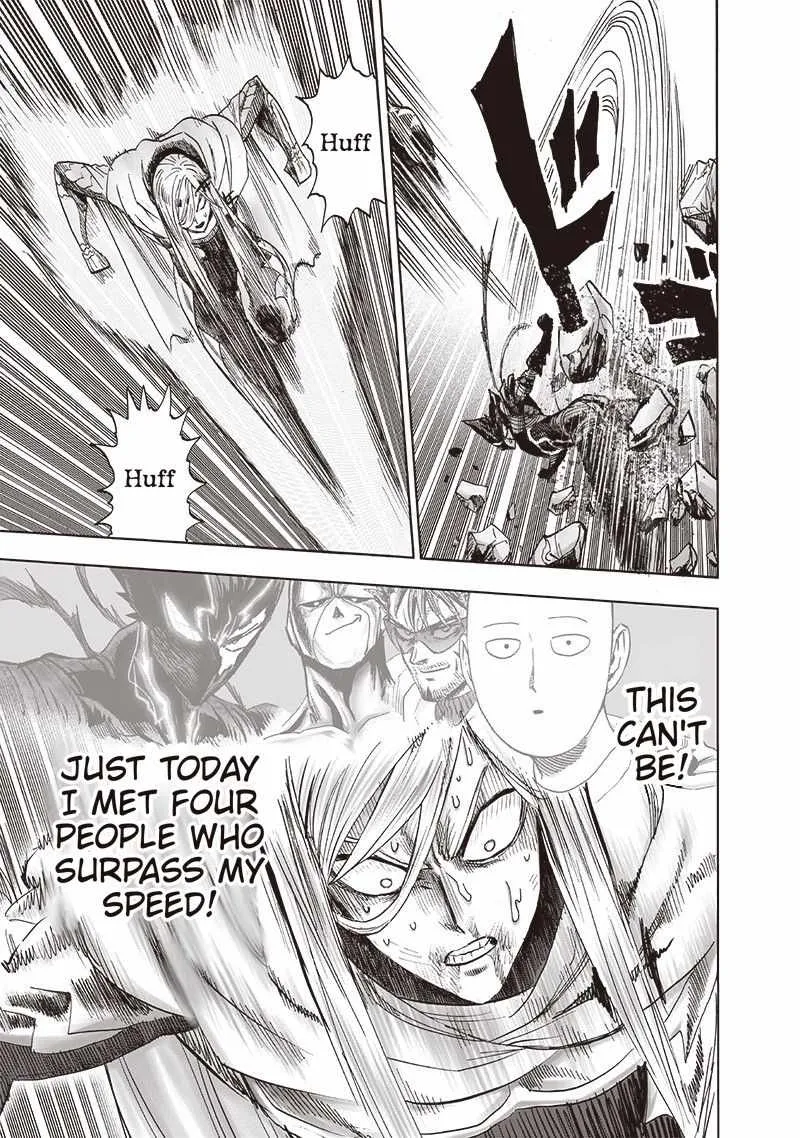 Huff
Huff
THIS
CAN'T
BE!
JUST TODAY
I MET FOUR
PEOPLE WHO
SURPASS MY
SPEED!